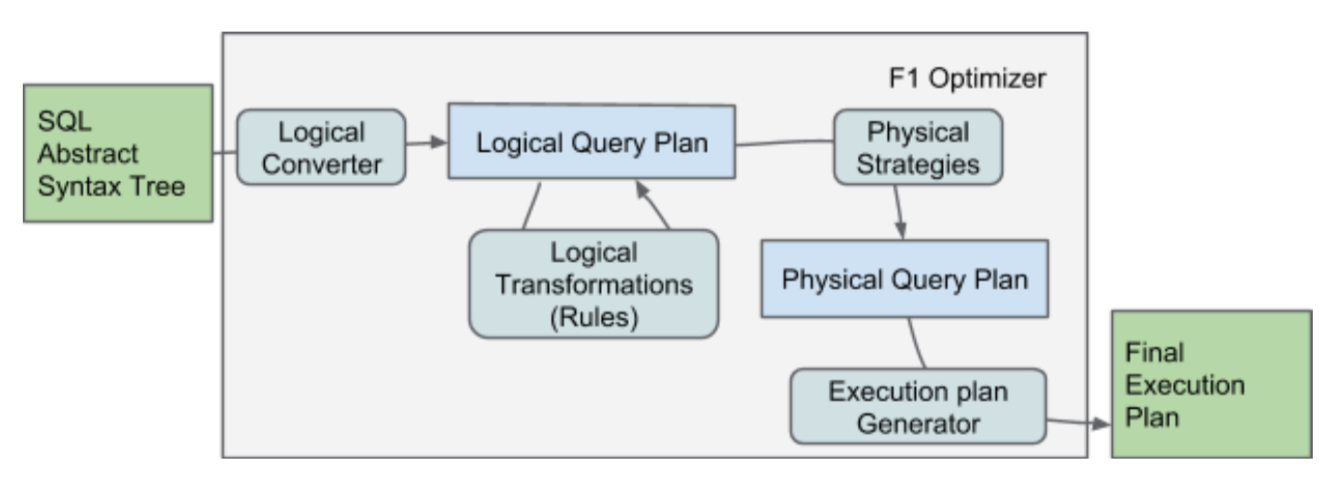 F1 Optimizer
SQL
Abstract
Syntax Tree
Logical
Converter
Logical Query Plan
Physical
Strategies
Logical
Transformations
(Rules)
Physical Query Plan
Execution plan
Generator
Final
Execution
Plan